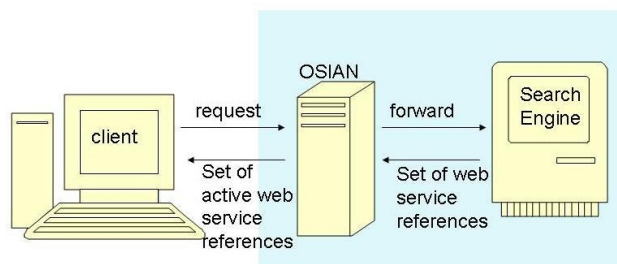 OSIAN
request
forward
Search
Engine
client
Set of
active web
service
references
Set of web
service
references